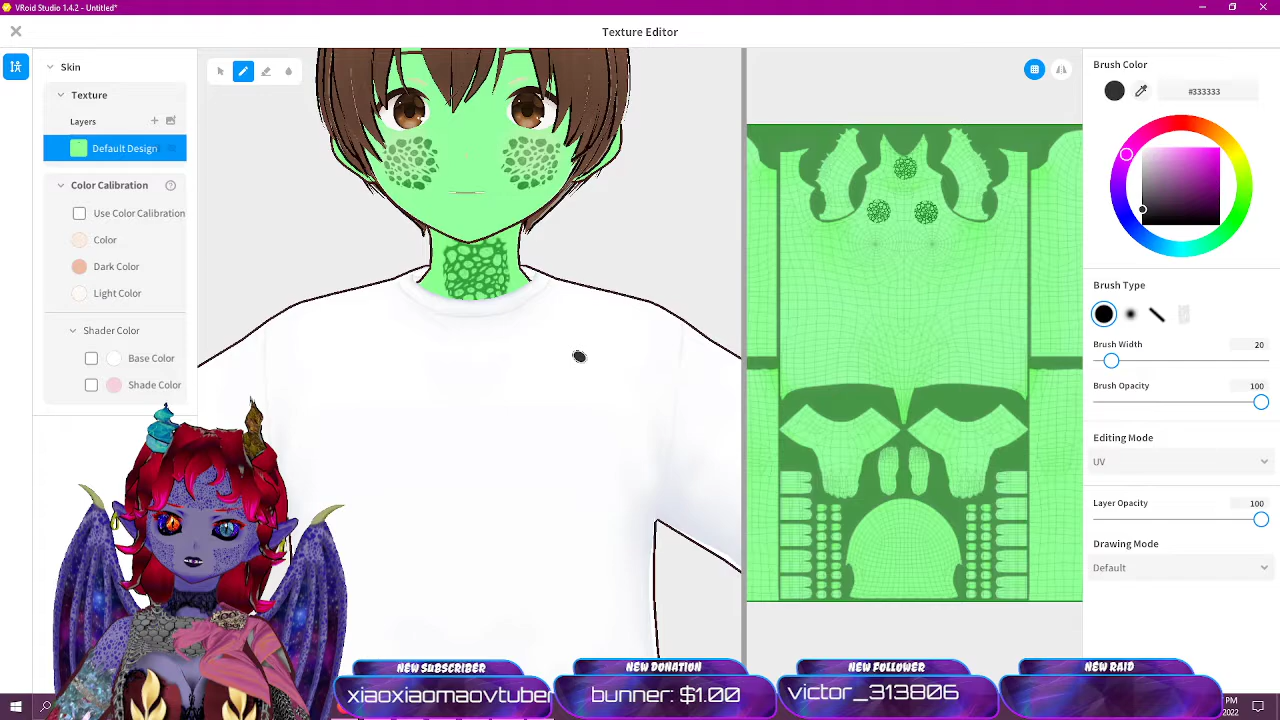 VRoid Studio 1.4.2 - Untitled*
Texture Editor
Skin
Texture
Layers
Default Design
Color Calibration
Use Color Calibration
Color
Dark Color
Light Color
Shader Color
Base Color
Shade Color
Brush Color
#333333
Brush Type
Brush Width
20
Brush Opacity
100
Editing Mode
UV
Layer Opacity
100
Drawing Mode
Default
NEW SUBSCRIBER
xiaoxiaomaovtuber
NEW DONATION
bunner: $1.00
NEW FOLLOWER
victor_313806
NEW RAID
PM
2022